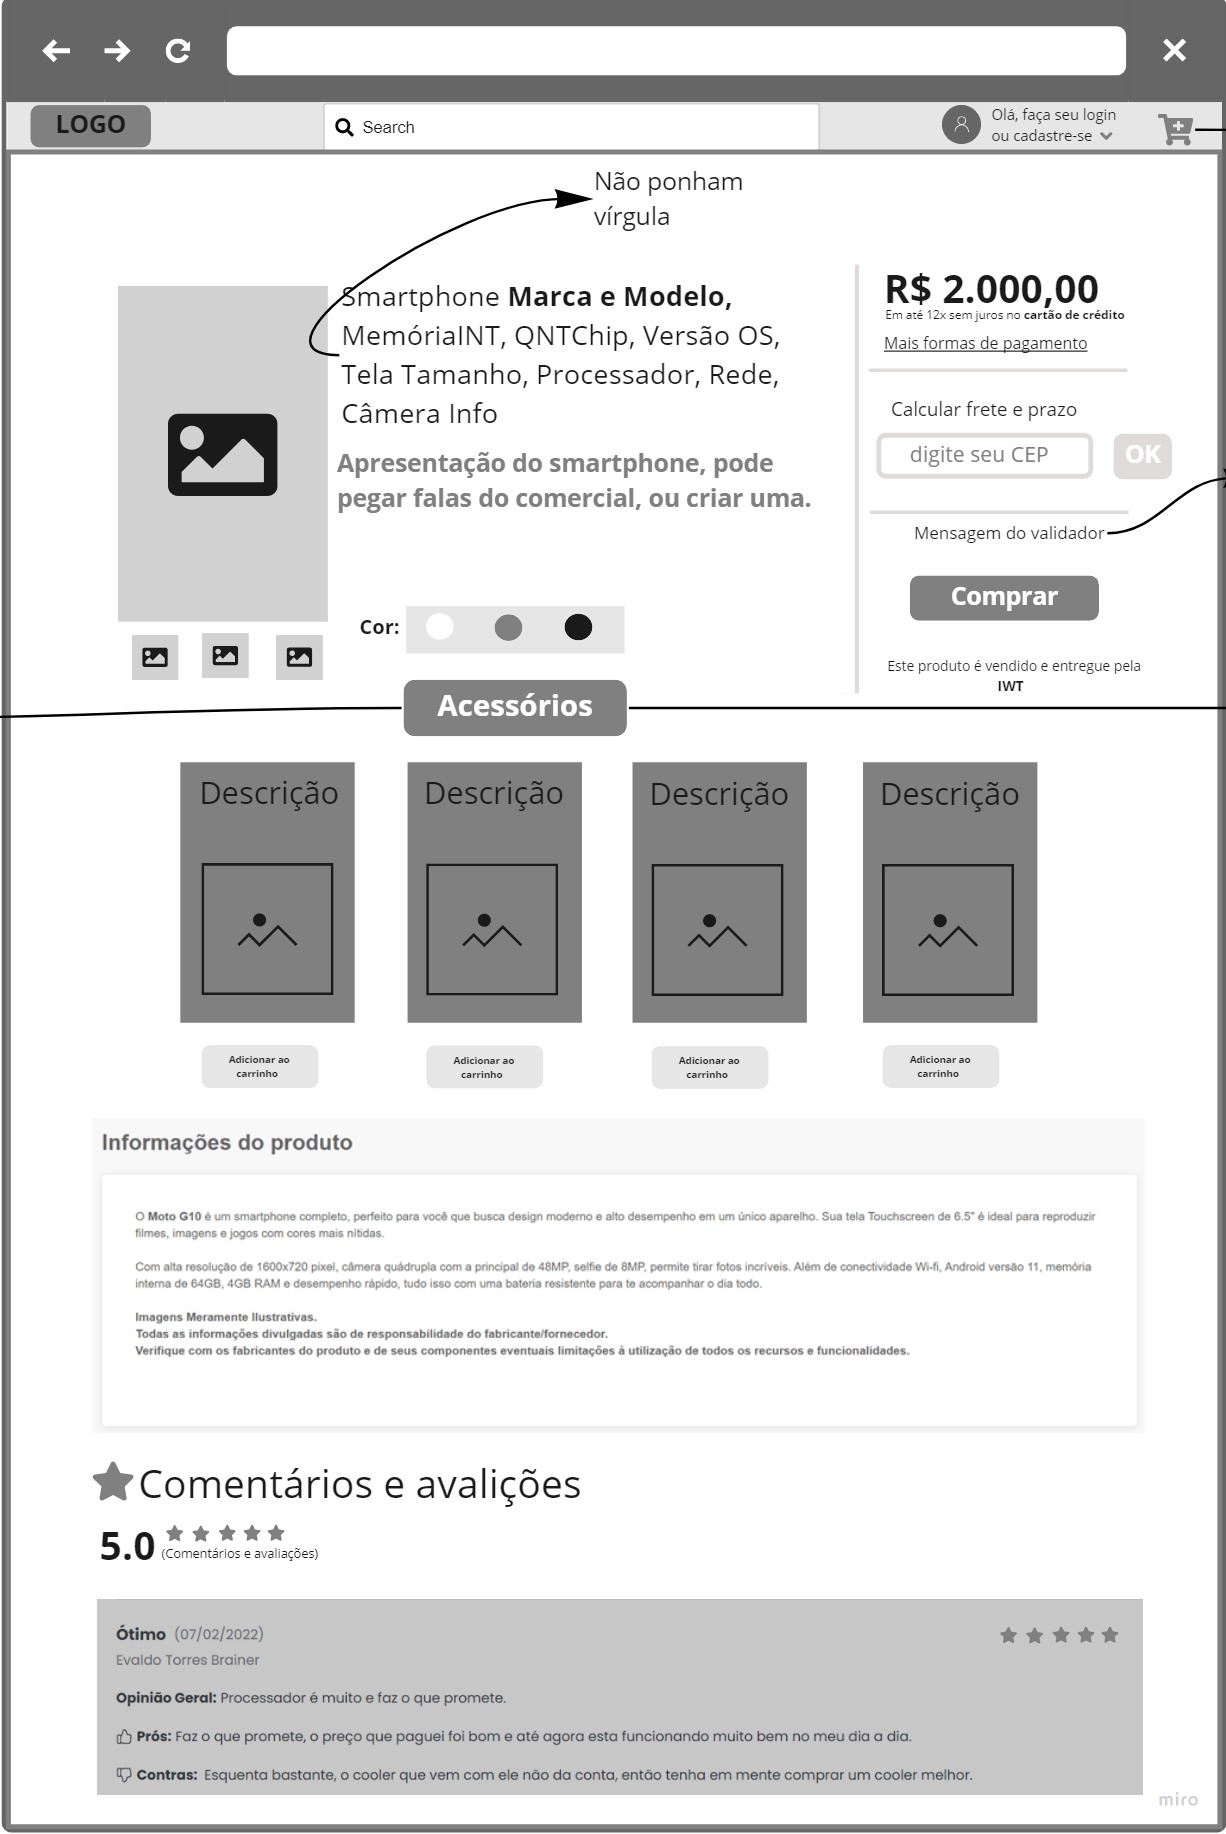 LOGO
Search
Olá, faça seu login
ou cadastre-se
Não ponham
vírgula
Smartphone Marca e Modelo,
MemóriaINT, QNTChip, Versão OS,
Tela Tamanho, Processador, Rede,
Câmera Info
Apresentação do smartphone, pode
pegar falas do comercial, ou criar uma.
Cor:
R$ 2.000,00
Em até 12x sem juros no cartão de crédito
Mais formas de pagamento
Calcular frete e prazo
digite seu CEP
OK
Mensagem do validador
Comprar
Este produto é vendido e entregue pela
IWT
Acessórios
Descrição
Descrição
Descrição
Descrição
Adicionar ao
carrinho
Adicionar ao
carrinho
Adicionar ao
carrinho
Adicionar ao
carrinho
Informações do produto
O Moto G10 é um smartphone completo, perfeito para você que busca design moderno e alto desempenho em um único aparelho. Sua tela Touchscreen de 6.5" é ideal para reproduzir
filmes, imagens e jogos com cores mais nítidas.
Com alta resolução de 1600x720 pixel, câmera quádrupla com a principal de 48MP, selfie de 8MP, permite tirar fotos incríveis. Além de conectividade Wi-fi, Android versão 11, memória
interna de 64GB, 4GB RAM e desempenho rápido, tudo isso com uma bateria resistente para te acompanhar o dia todo.
Imagens Meramente Ilustrativas.
Todas as informações divulgadas são de responsabilidade do fabricante/fornecedor.
Verifique com os fabricantes do produto e de seus componentes eventuais limitações à utilização de todos os recursos e funcionalidades.
Comentários e avalições
5.0
(Comentários e avaliações)
Ótimo (07/02/2022)
Evaldo Torres Brainer
Opinião Geral: Processador é muito e faz o que promete.
Prós: Faz o que promete, o preço que paguei foi bom e até agora esta funcionando muito bem no meu dia a dia.
Contras: Esquenta bastante, o cooler que vem com ele não da conta, então tenha em mente comprar um cooler melhor.
miro